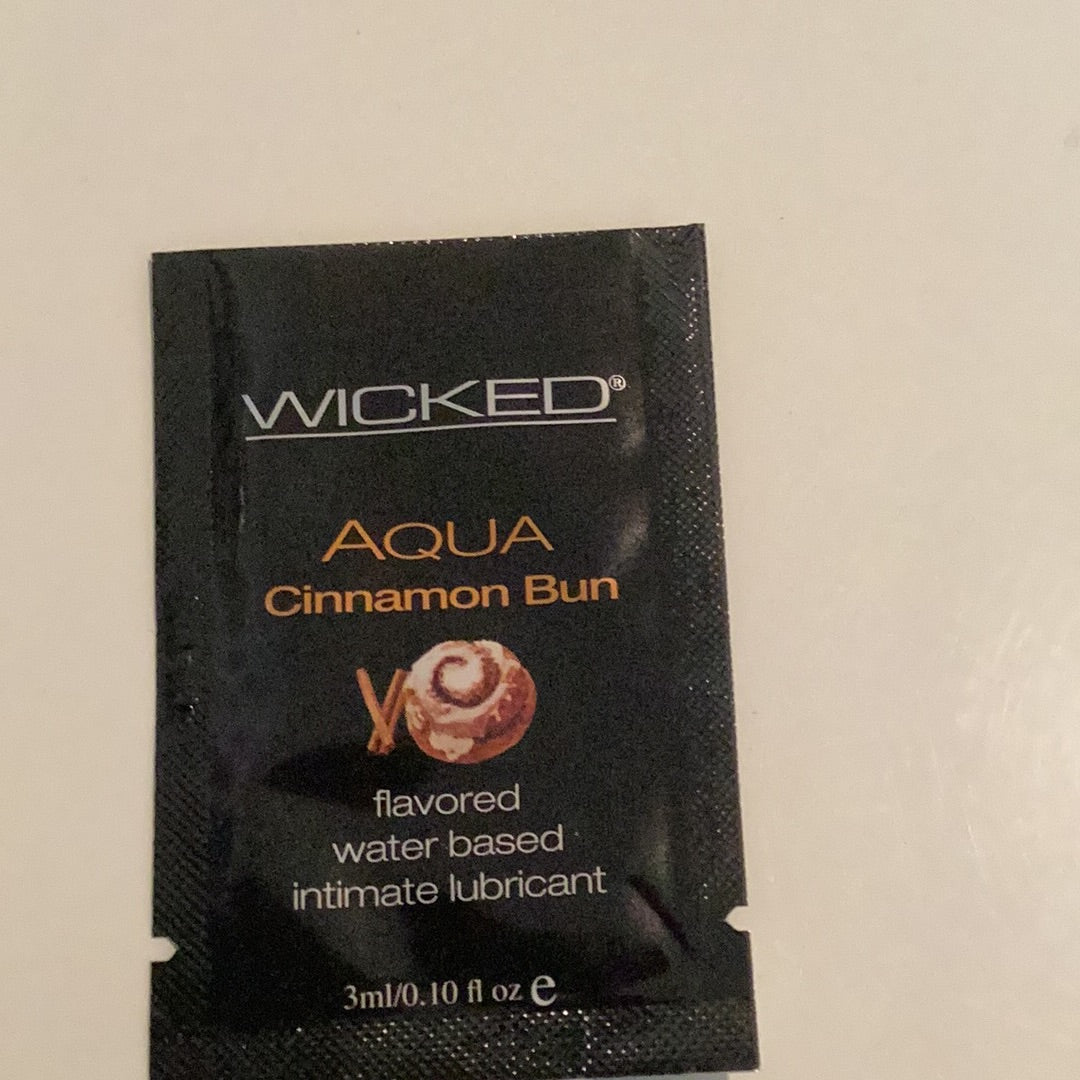 WICKED®
AQUA
Cinnamon Bun
flavored
water based
intimate lubricant
3ml/0.10 fl oz e